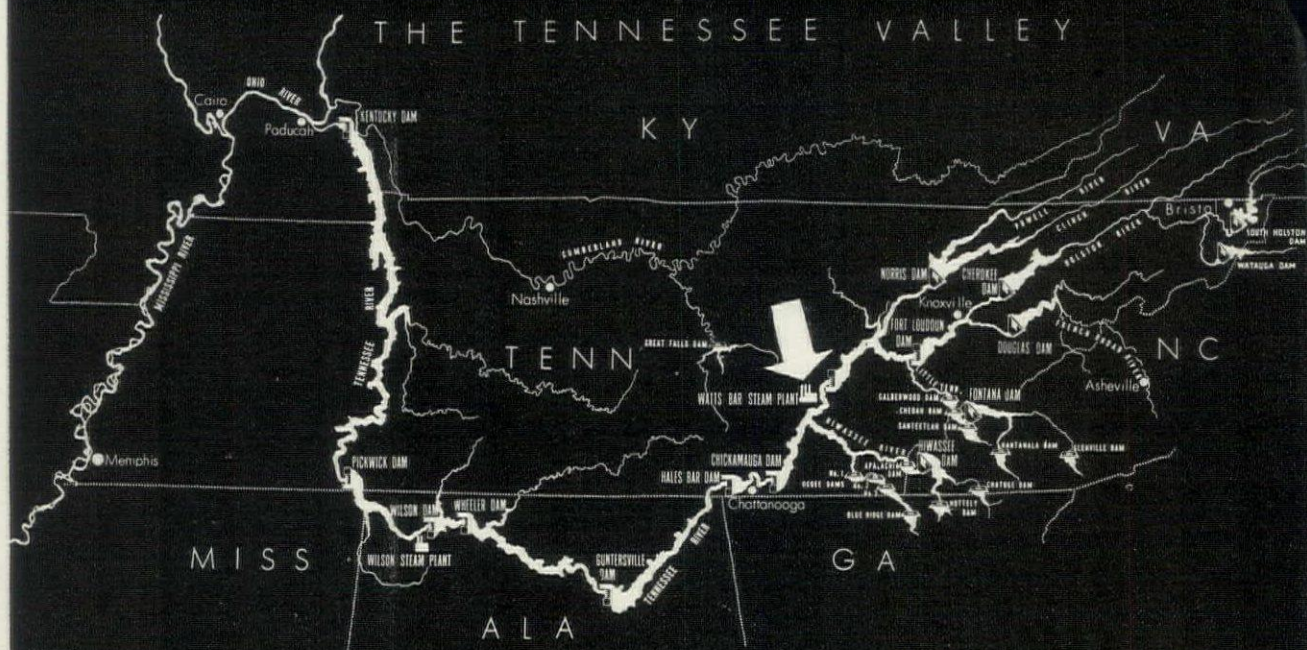 THE TENNESSEE VALLEY
OHIO RIVER
Cairo
Paducah
KENTUCKY DAM
KY
VA
POWELL RIVER
CLINCH RIVER
HOLSTON RIVER
Bristol
SOUTH HOLSTON
DAM
WATAUGA DAM
MISSISSIPPI RIVER
CUMBERLAND RIVER
Nashville
NORRIS DAM
CHEROKEE
DAM
Knoxville
FORT LOUDOUN
DAM
DOUGLAS DAM
FRENCH BROAD RIVER
NC
Asheville
TENNESSEE RIVER
TENN
GREAT FALLS DAM
WATTS BAR STEAM PLANT
LITTLE TENN
CALDERWOOD DAM
CHEOAH DAM
SANTEETLAH DAM
FONTANA DAM
NANTAHALA DAM
GLENVILLE DAM
HIWASSEE RIVER
HIWASSEE
DAM
APALACHIA
DAM
OCOEE DAMS
CHATUGE DAM
NOTTELY
DAM
BLUE RIDGE DAM
Memphis
PICKWICK DAM
CHICKAMAUGA DAM
HALES BAR DAM
Chattanooga
WILSON DAM
WHEELER DAM
WILSON STEAM PLANT
GUNTERSVILLE
DAM
TENNESSEE RIVER
MISS
ALA
GA